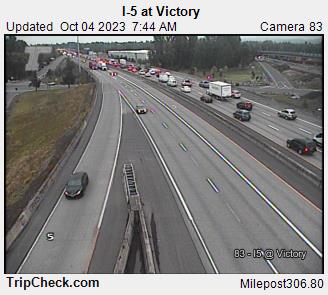 I-5 at Victory
Updated Oct 04 2023 7:44 AM Camera 83
S
83 - I5 @ Victory
TripCheck.com Milepost306.80